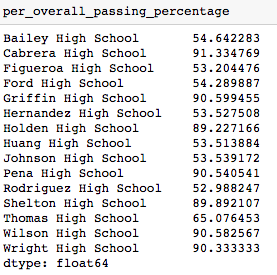 per_overall_passing_percentage
Bailey High School 54.642283
Cabrera High School 91.334769
Figueroa High School 53.204476
Ford High School 54.289887
Griffin High School 90.599455
Hernandez High School 53.527508
Holden High School 89.227166
Huang High School 53.513884
Johnson High School 53.539172
Pena High School 90.540541
Rodriguez High School 52.988247
Shelton High School 89.892107
Thomas High School 65.076453
Wilson High School 90.582567
Wright High School 90.333333
dtype: float64